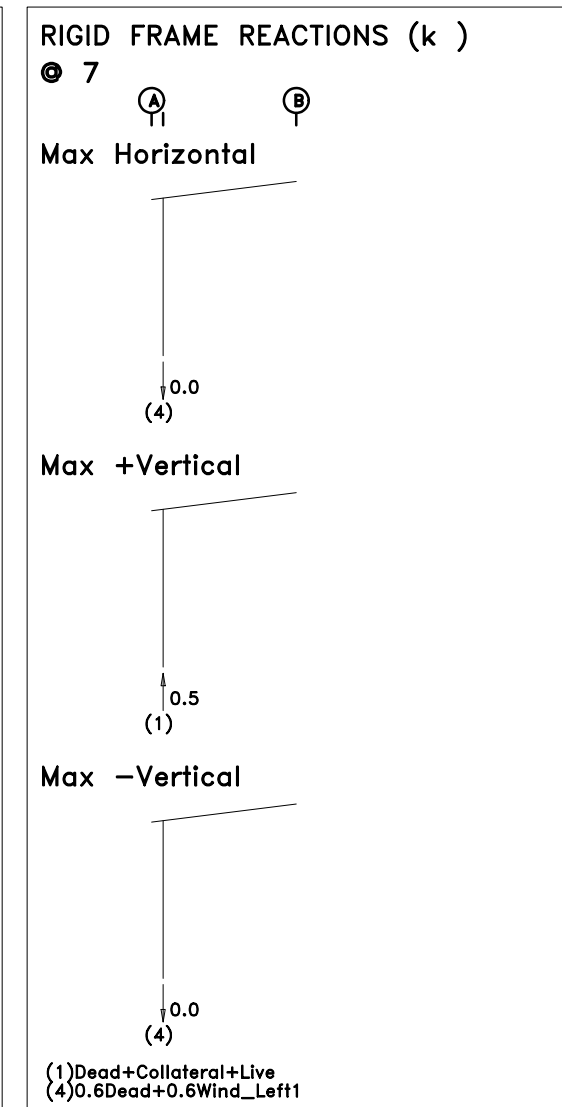 RIGID FRAME REACTIONS (k )
@ 7
A B
Max Horizontal
0.0
(4)
Max +Vertical
0.5
(1)
Max -Vertical
0.0
(4)
(1)Dead+Collateral+Live
(4)0.6Dead+0.6Wind_Left1